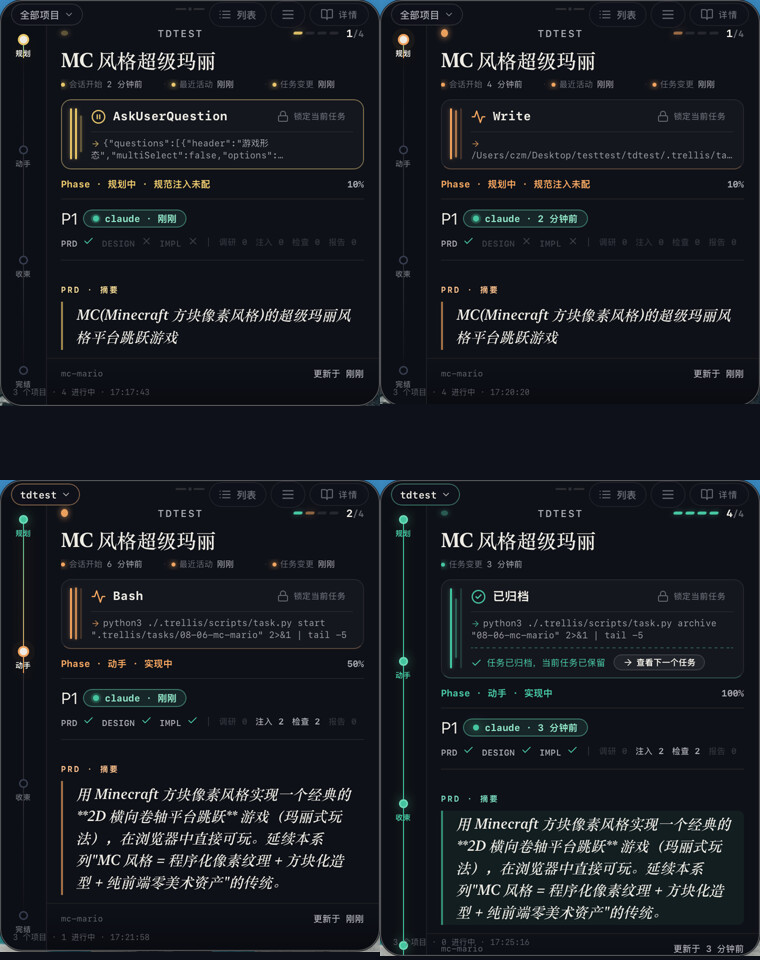 全部项目
列表
详情
TDTEST
1/4
规划
动手
收束
完结
MC 风格超级玛丽
会话开始 2 分钟前
最近活动 刚刚
任务变更 刚刚
AskUserQuestion
锁定当前任务
→ {"questions":[{"header":"游戏形
态","multiSelect":false,"options":…
Phase · 规划中 · 规范注入未配
10%
P1
claude · 刚刚
PRD ✓ DESIGN × IMPL × | 调研 0 注入 0 检查 0 报告 0
PRD · 摘要
MC(Minecraft 方块像素风格)的超级玛丽风
格平台跳跃游戏
mc-mario
更新于 刚刚
3 个项目 · 4 进行中 · 17:17:43
全部项目
列表
详情
TDTEST
1/4
规划
动手
收束
完结
MC 风格超级玛丽
会话开始 4 分钟前
最近活动 刚刚
任务变更 刚刚
Write
锁定当前任务
→
/Users/czm/Desktop/testtest/tdtest/.trellis/ta…
Phase · 规划中 · 规范注入未配
10%
P1
claude · 2 分钟前
PRD ✓ DESIGN × IMPL × | 调研 0 注入 0 检查 0 报告 0
PRD · 摘要
MC(Minecraft 方块像素风格)的超级玛丽风
格平台跳跃游戏
mc-mario
更新于 刚刚
3 个项目 · 4 进行中 · 17:20:20
tdtest
列表
详情
TDTEST
2/4
规划
动手
收束
完结
MC 风格超级玛丽
会话开始 6 分钟前
最近活动 刚刚
任务变更 刚刚
Bash
锁定当前任务
→ python3 ./.trellis/scripts/task.py start
".trellis/tasks/08-06-mc-mario" 2>&1 | tail -5
Phase · 动手 · 实现中
50%
P1
claude · 刚刚
PRD ✓ DESIGN ✓ IMPL ✓ | 调研 0 注入 2 检查 2 报告 0
PRD · 摘要
用 Minecraft 方块像素风格实现一个经典的
**2D 横向卷轴平台跳跃** 游戏（玛丽式玩
法），在浏览器中直接可玩。延续本系
列"MC 风格 = 程序化像素纹理 + 方块化造
型 + 纯前端零美术资产"的传统。
mc-mario
更新于 刚刚
3 个项目 · 1 进行中 · 17:21:58
tdtest
列表
详情
TDTEST
4/4
规划
动手
收束
MC 风格超级玛丽
会话开始 9 分钟前
最近活动 刚刚
任务变更 3 分钟前
已归档
锁定当前任务
→ python3 ./.trellis/scripts/task.py archive
"08-06-mc-mario" 2>&1 | tail -5
✓ 任务已归档，当前任务已保留
→ 查看下一个任务
Phase · 动手 · 实现中
100%
P1
claude · 3 分钟前
PRD ✓ DESIGN ✓ IMPL ✓ | 调研 0 注入 2 检查 2 报告 0
PRD · 摘要
用 Minecraft 方块像素风格实现一个经典的
**2D 横向卷轴平台跳跃** 游戏（玛丽式玩
法），在浏览器中直接可玩。延续本系
列"MC 风格 = 程序化像素纹理 + 方块化造
型 + 纯前端零美术资产"的传统。
mc-mario
更新于 3 分钟前
3 个项目 · 0 进行中 · 17:25:16